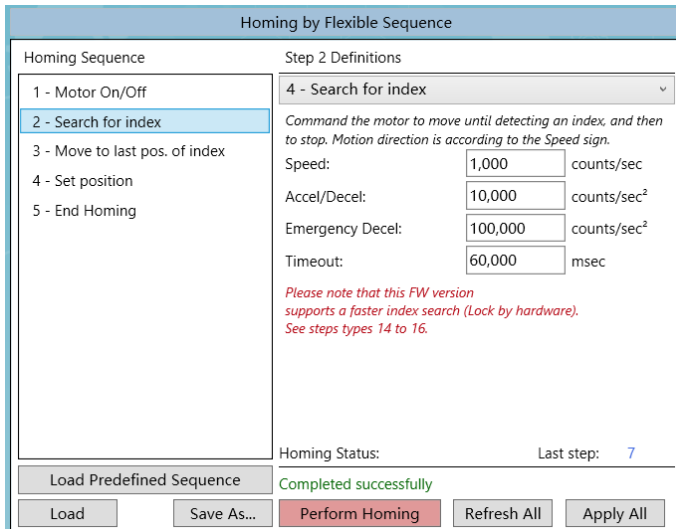 Homing by Flexible Sequence
Homing Sequence
1 - Motor On/Off
2 - Search for index
3 - Move to last pos. of index
4 - Set position
5 - End Homing
Load Predefined Sequence
Load
Save As...
Step 2 Definitions
4 - Search for index
Command the motor to move until detecting an index, and then
to stop. Motion direction is according to the Speed sign.
Speed: 1,000 counts/sec
Accel/Decel: 10,000 counts/sec²
Emergency Decel: 100,000 counts/sec²
Timeout: 60,000 msec
Please note that this FW version
supports a faster index search (Lock by hardware).
See steps types 14 to 16.
Homing Status: Last step: 7
Completed successfully
Perform Homing
Refresh All
Apply All